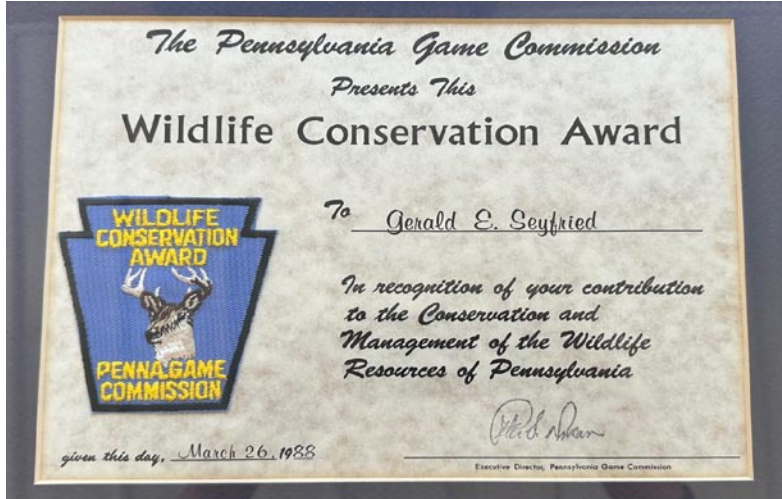 The Pennsylvania Game Commission
Presents This
Wildlife Conservation Award
To Gerald E. Seyfried
WILDLIFE
CONSERVATION
AWARD
PENNA.GAME
COMMISSION
In recognition of your contribution
to the Conservation and
Management of the Wildlife
Resources of Pennsylvania
given this day, March 26, 1988
Executive Director, Pennsylvania Game Commission